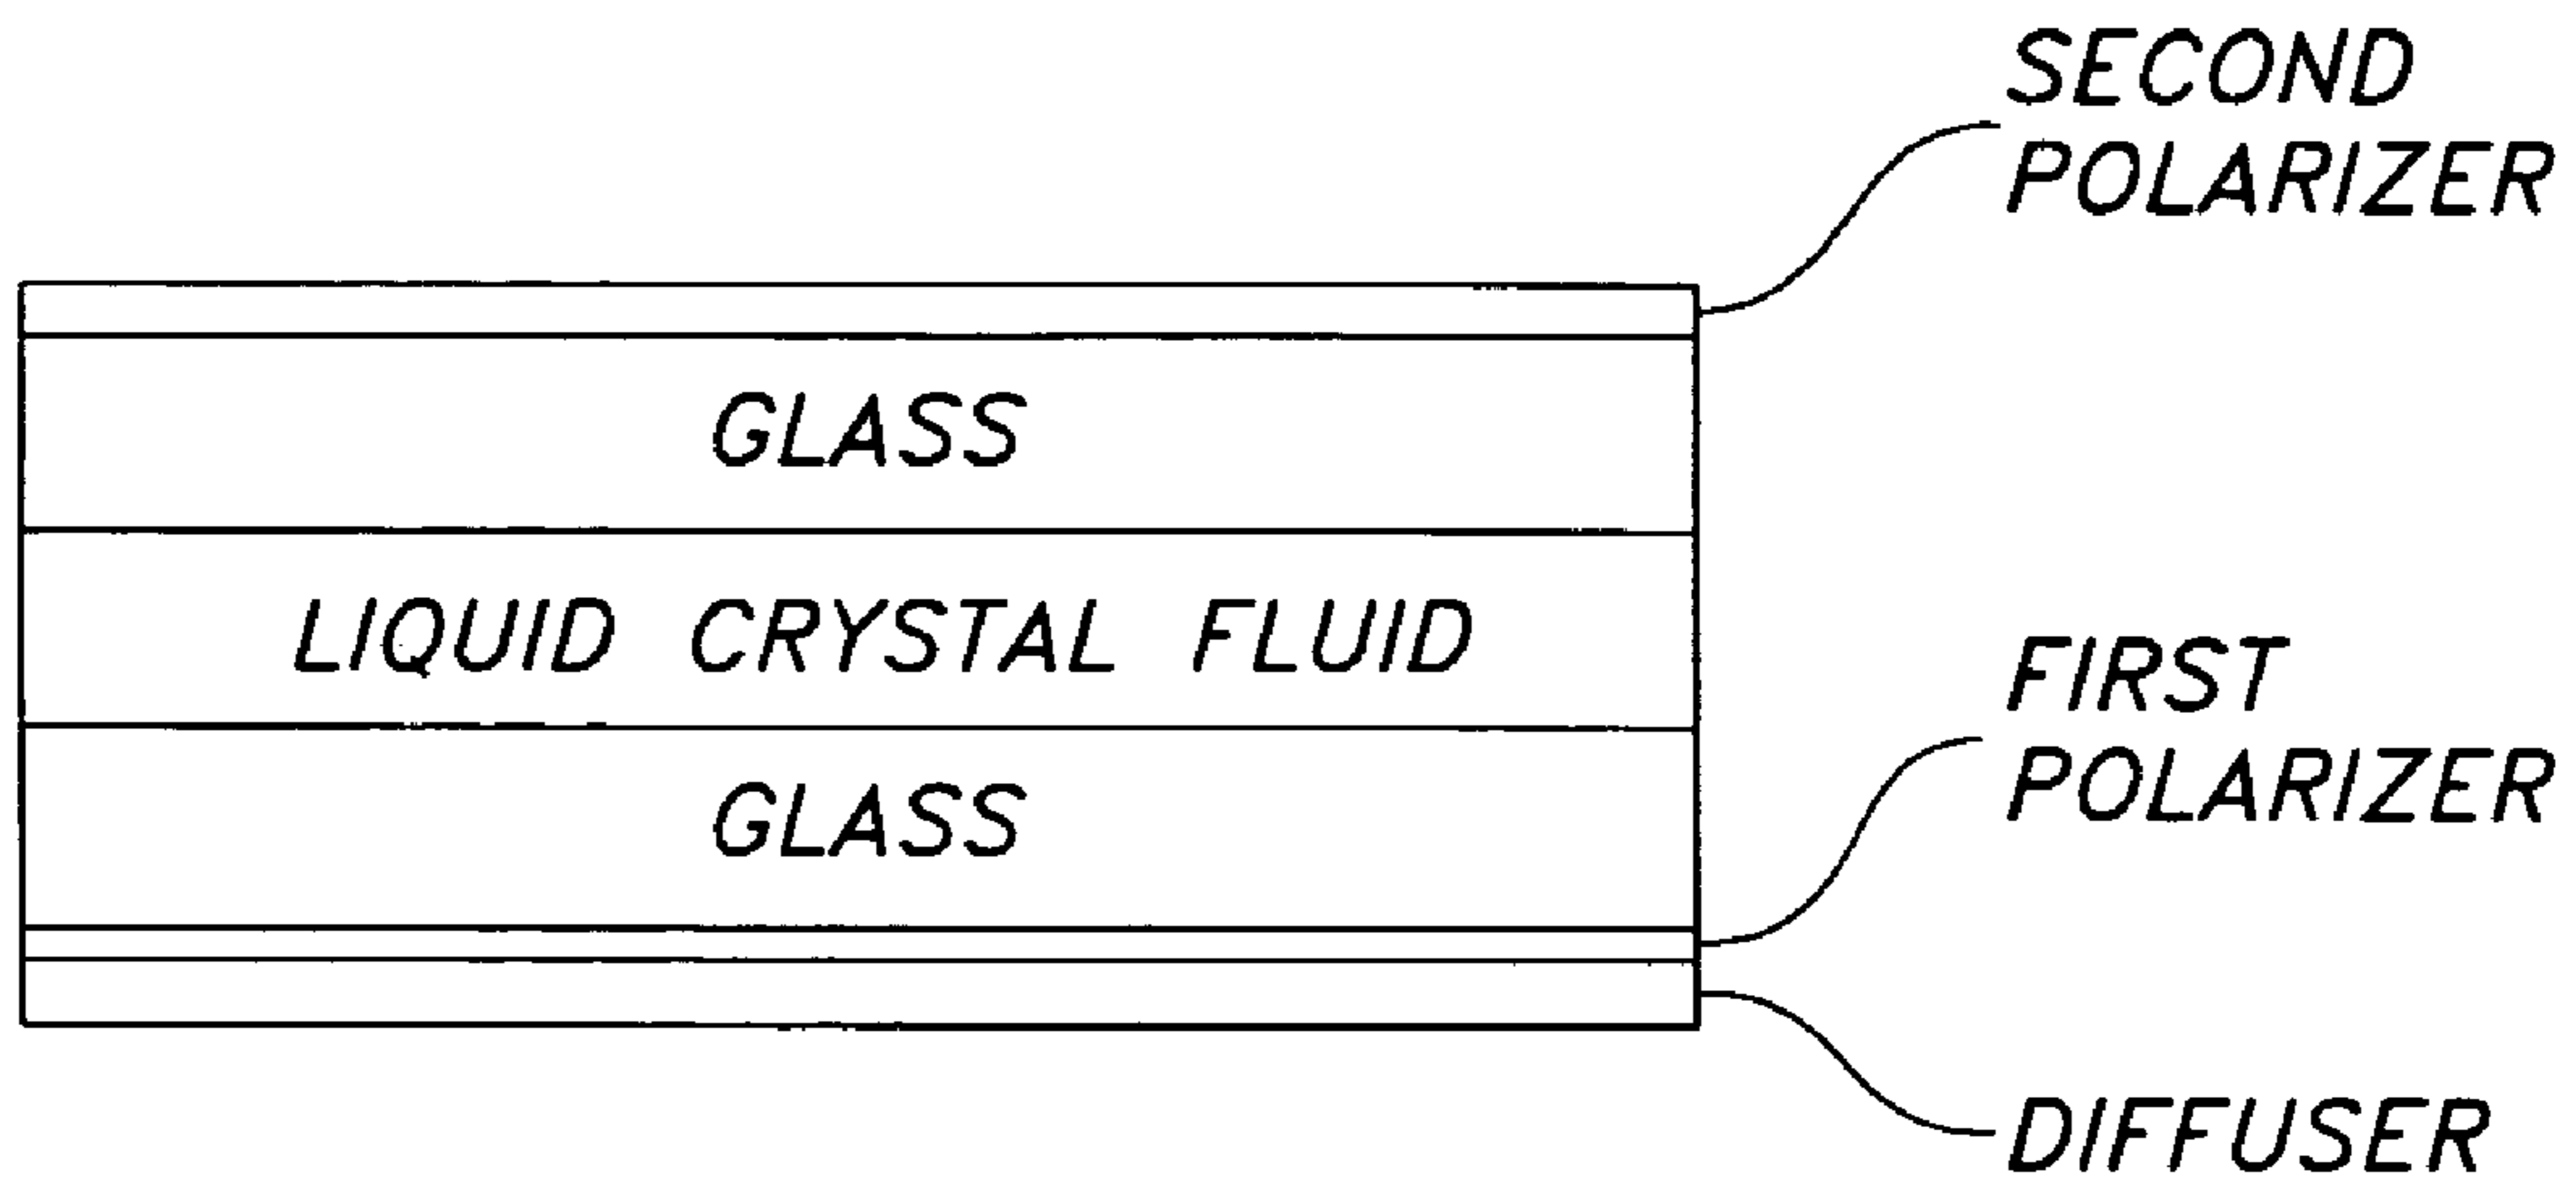 SECOND
POLARIZER
GLASS
LIQUID CRYSTAL FLUID
FIRST
POLARIZER
GLASS
DIFFUSER